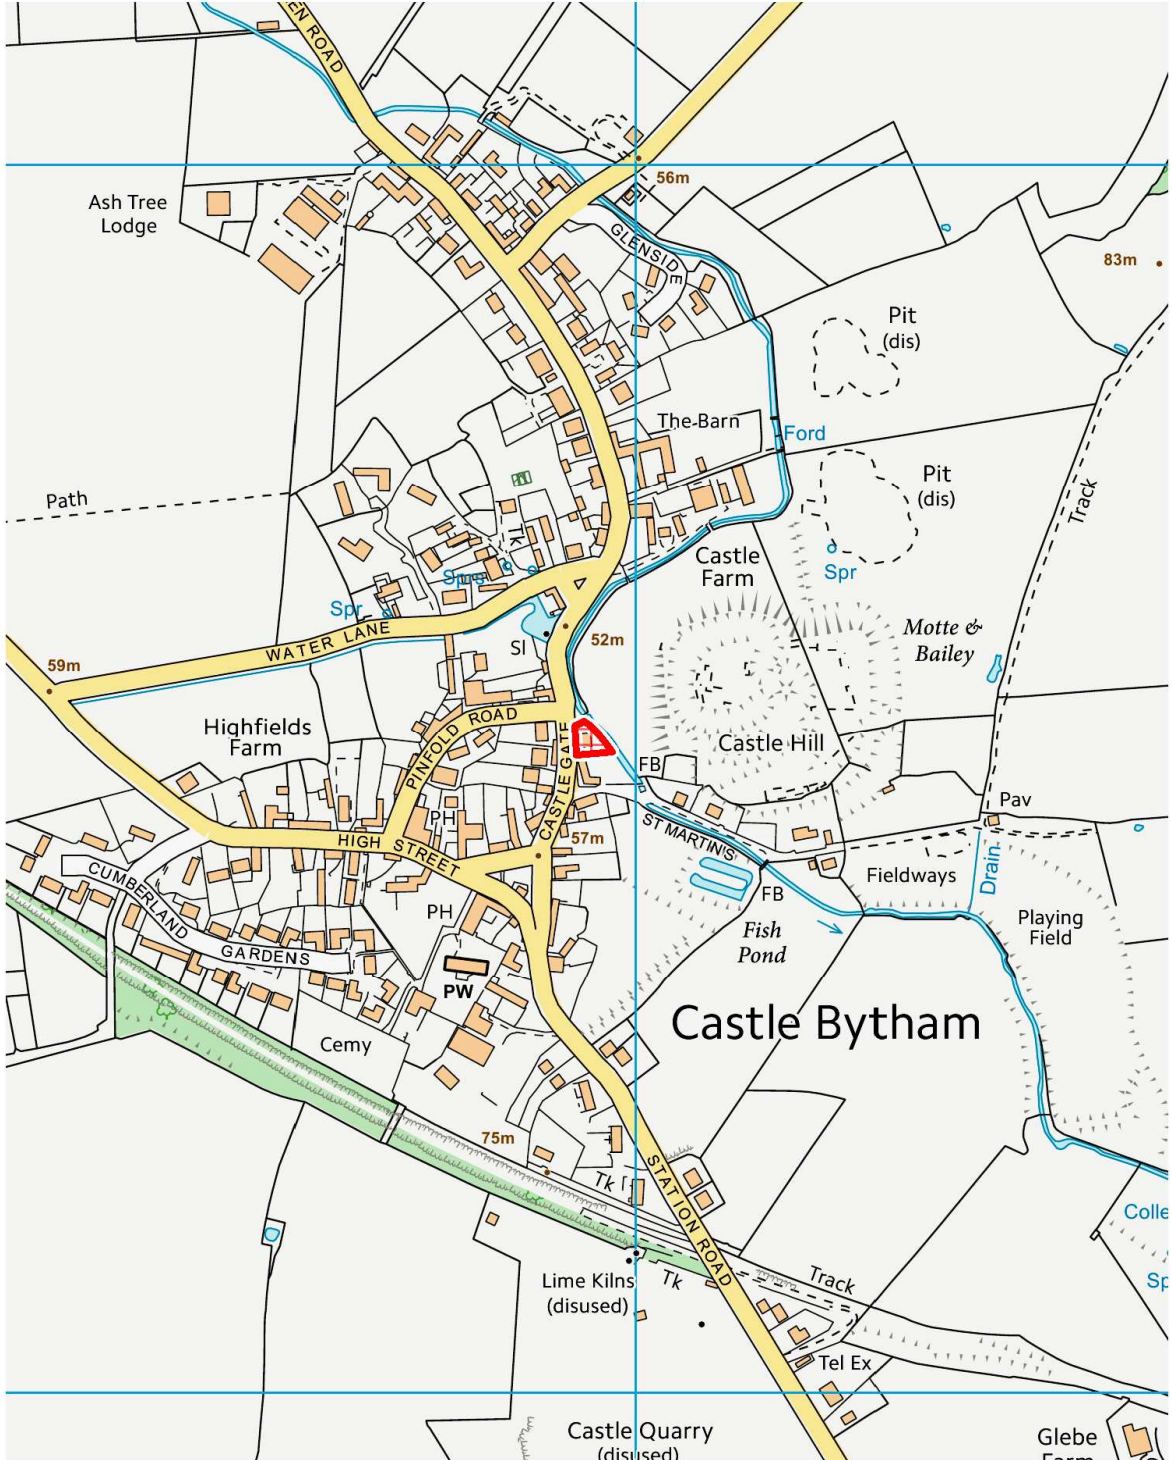 EN ROAD
56m
Ash Tree
Lodge
GLENSIDE
83m
Pit
(dis)
The Barn
Ford
Pit
(dis)
Path
Track
Tk
Castle
Farm
Sprs
Spr
Spr
Motte &
Bailey
WATER LANE
SI
52m
59m
Highfields
Farm
PINFOLD ROAD
CASTLE GATE
Castle Hill
FB
Pav
PH
57m
HIGH STREET
ST MARTIN'S
Fieldways
Drain
CUMBERLAND
GARDENS
PH
FB
Fish
Pond
Playing
Field
PW
Castle Bytham
Cemy
75m
Tk
STATION ROAD
Colle
Sp
Lime Kilns
(disused)
Tk
Track
Tel Ex
Castle Quarry
(disused)
Glebe
Farm